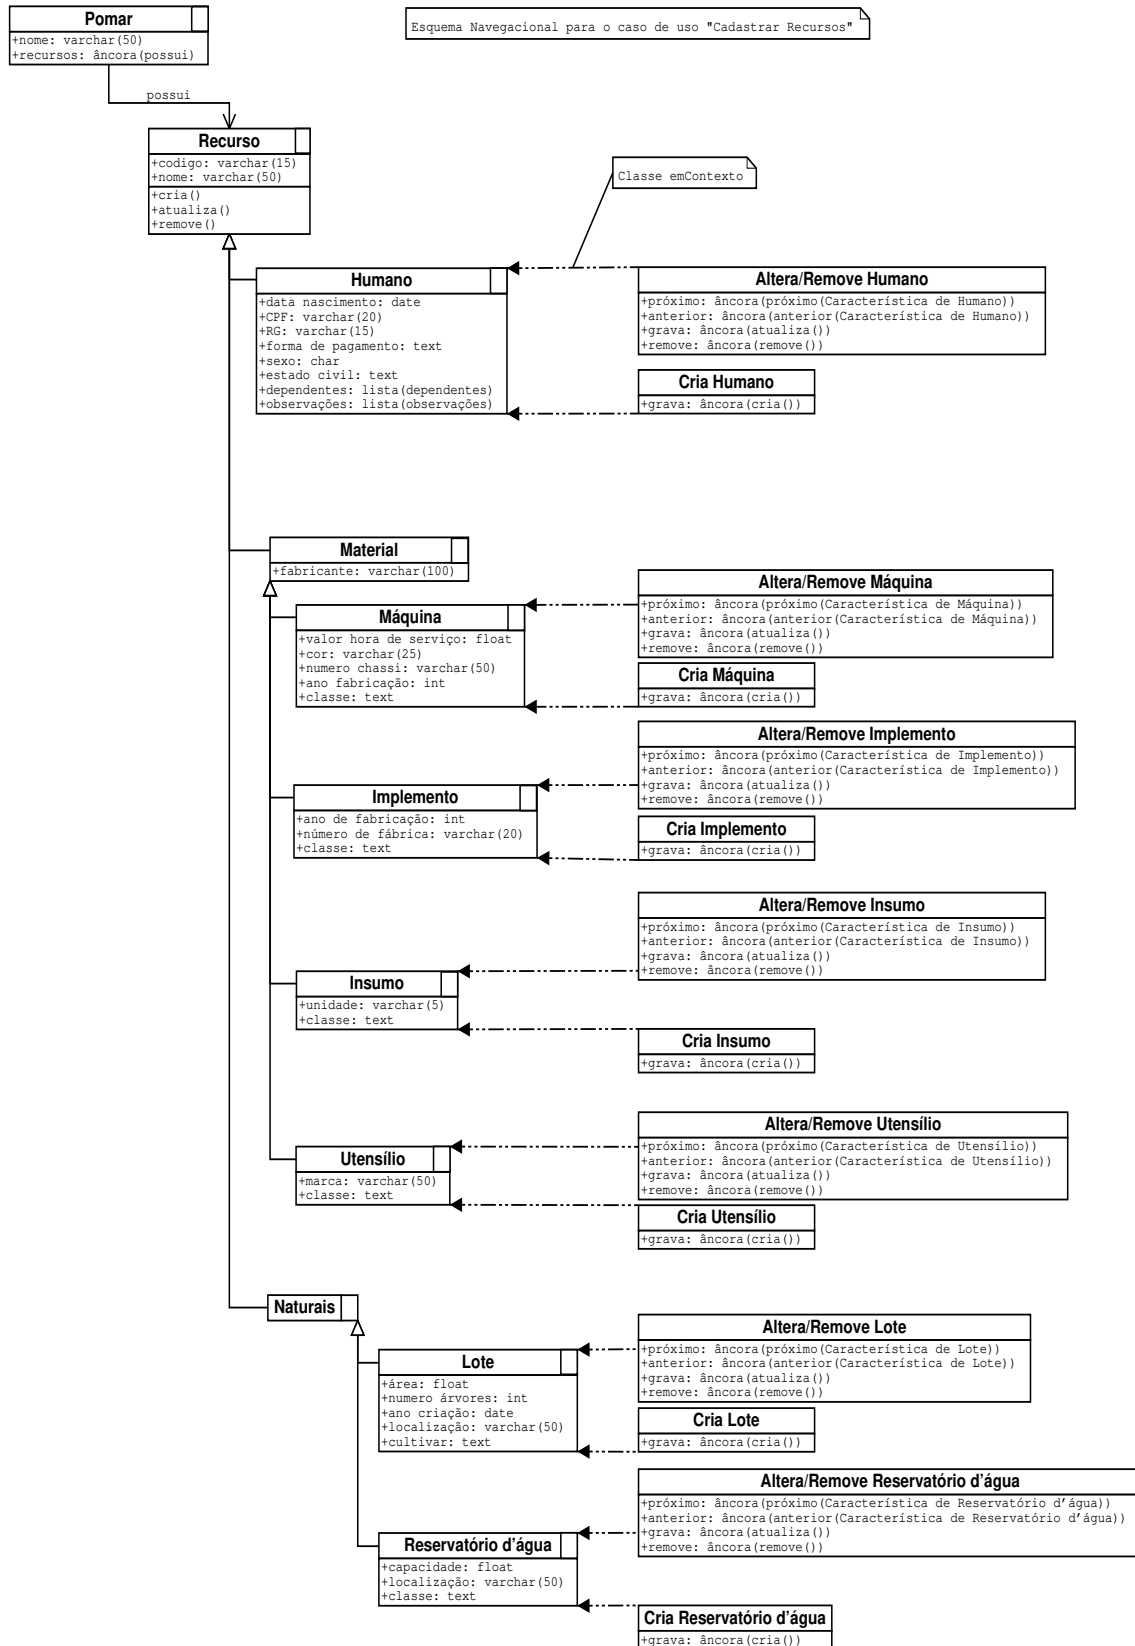 Pomar
+nome: varchar(50)
+recursos: âncora(possui)
Esquema Navegacional para o caso de uso "Cadastrar Recursos"
possui
Recurso
+codigo: varchar(15)
+nome: varchar(50)
+cria()
+atualiza()
+remove()
Classe emContexto
Humano
+data nascimento: date
+CPF: varchar(20)
+RG: varchar(15)
+forma de pagamento: text
+sexo: char
+estado civil: text
+dependentes: lista(dependentes)
+observações: lista(observações)
Altera/Remove Humano
+próximo: âncora(próximo(Característica de Humano))
+anterior: âncora(anterior(Característica de Humano))
+grava: âncora(atualiza())
+remove: âncora(remove())
Cria Humano
+grava: âncora(cria())
Material
+fabricante: varchar(100)
Máquina
+valor hora de serviço: float
+cor: varchar(25)
+numero chassi: varchar(50)
+ano fabricação: int
+classe: text
Altera/Remove Máquina
+próximo: âncora(próximo(Característica de Máquina))
+anterior: âncora(anterior(Característica de Máquina))
+grava: âncora(atualiza())
+remove: âncora(remove())
Cria Máquina
+grava: âncora(cria())
Altera/Remove Implemento
+próximo: âncora(próximo(Característica de Implemento))
+anterior: âncora(anterior(Característica de Implemento))
+grava: âncora(atualiza())
+remove: âncora(remove())
Implemento
+ano de fabricação: int
+número de fábrica: varchar(20)
+classe: text
Cria Implemento
+grava: âncora(cria())
Altera/Remove Insumo
+próximo: âncora(próximo(Característica de Insumo))
+anterior: âncora(anterior(Característica de Insumo))
+grava: âncora(atualiza())
+remove: âncora(remove())
Insumo
+unidade: varchar(5)
+classe: text
Cria Insumo
+grava: âncora(cria())
Altera/Remove Utensílio
+próximo: âncora(próximo(Característica de Utensílio))
+anterior: âncora(anterior(Característica de Utensílio))
+grava: âncora(atualiza())
+remove: âncora(remove())
Utensílio
+marca: varchar(50)
+classe: text
Cria Utensílio
+grava: âncora(cria())
Naturais
Altera/Remove Lote
+próximo: âncora(próximo(Característica de Lote))
+anterior: âncora(anterior(Característica de Lote))
+grava: âncora(atualiza())
+remove: âncora(remove())
Lote
+área: float
+numero árvores: int
+ano criação: date
+localização: varchar(50)
+cultivar: text
Cria Lote
+grava: âncora(cria())
Altera/Remove Reservatório d'água
+próximo: âncora(próximo(Característica de Reservatório d'água))
+anterior: âncora(anterior(Característica de Reservatório d'água))
+grava: âncora(atualiza())
+remove: âncora(remove())
Reservatório d'água
+capacidade: float
+localização: varchar(50)
+classe: text
Cria Reservatório d'água
+grava: âncora(cria())